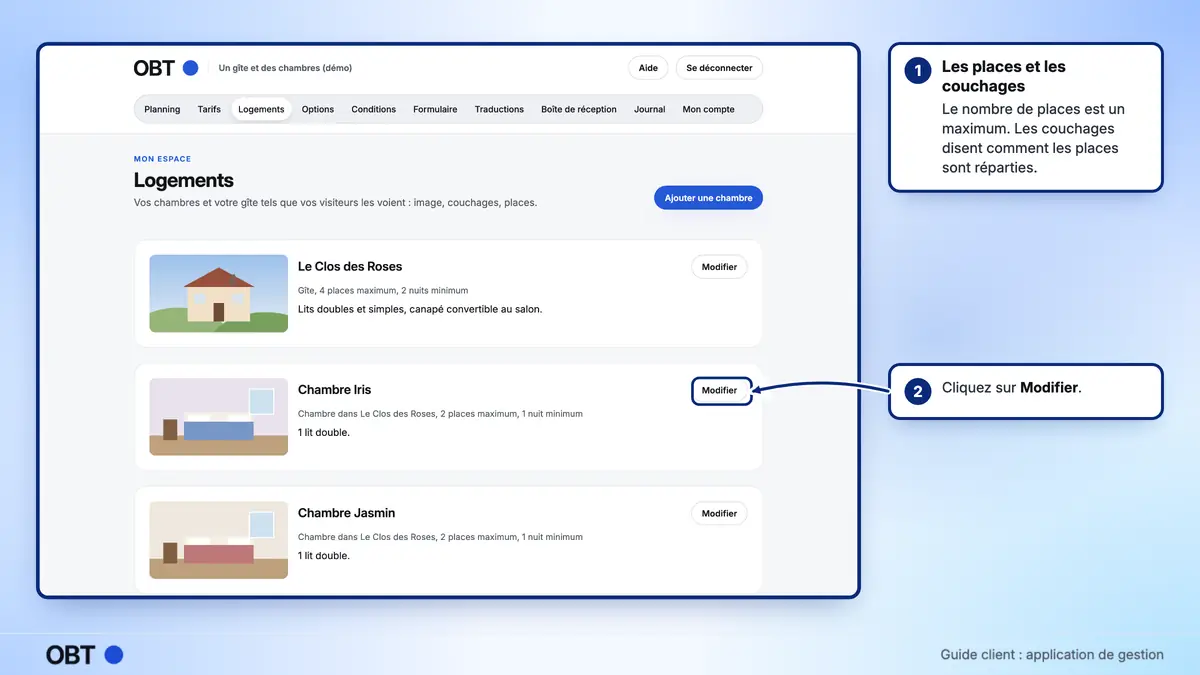 OBT
Un gîte et des chambres (démo)
Aide
Se déconnecter
Planning
Tarifs
Logements
Options
Conditions
Formulaire
Traductions
Boîte de réception
Journal
Mon compte
MON ESPACE
Logements
Vos chambres et votre gîte tels que vos visiteurs les voient : image, couchages, places.
Ajouter une chambre
Le Clos des Roses
Gîte, 4 places maximum, 2 nuits minimum
Lits doubles et simples, canapé convertible au salon.
Modifier
Chambre Iris
Chambre dans Le Clos des Roses, 2 places maximum, 1 nuit minimum
1 lit double.
Modifier
Chambre Jasmin
Chambre dans Le Clos des Roses, 2 places maximum, 1 nuit minimum
1 lit double.
Modifier
1
Les places et les
couchages
Le nombre de places est un
maximum. Les couchages
disent comment les places
sont réparties.
2
Cliquez sur Modifier.
OBT
Guide client : application de gestion